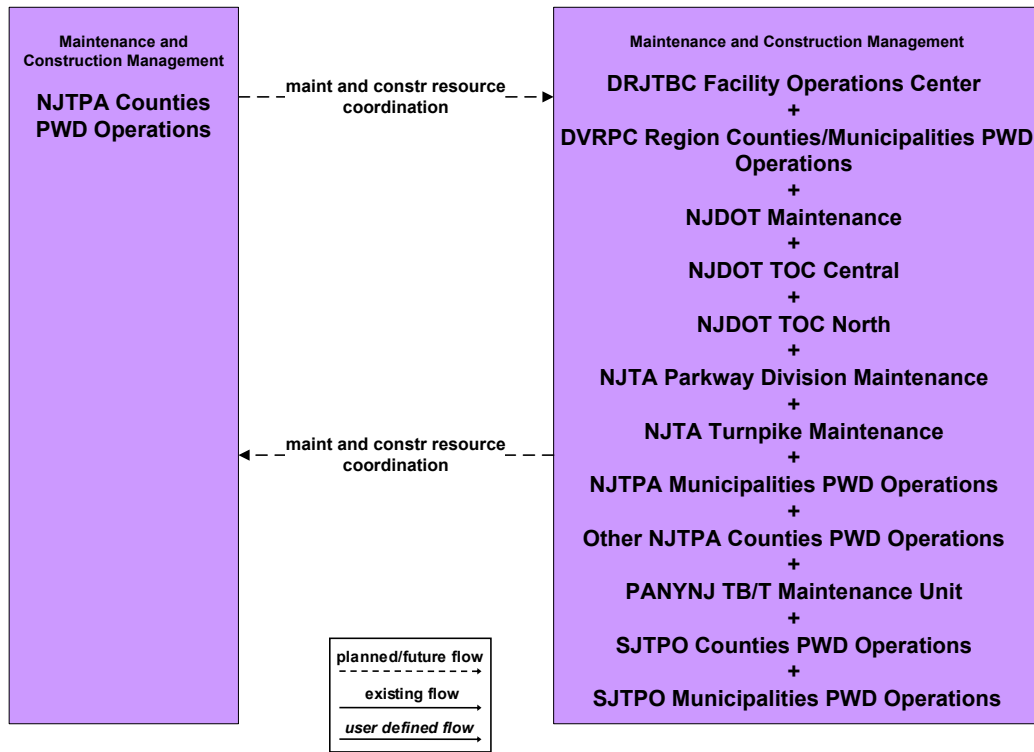 Maintenance and
Construction Management
NJTPA Counties
PWD Operations
maint and constr resource
coordination
maint and constr resource
coordination
Maintenance and Construction Management
DRJTBC Facility Operations Center
+
DVRPC Region Counties/Municipalities PWD
Operations
+
NJDOT Maintenance
+
NJDOT TOC Central
+
NJDOT TOC North
+
NJTA Parkway Division Maintenance
+
NJTA Turnpike Maintenance
+
NJTPA Municipalities PWD Operations
+
Other NJTPA Counties PWD Operations
+
PANYNJ TB/T Maintenance Unit
+
SJTPO Counties PWD Operations
+
SJTPO Municipalities PWD Operations
planned/future flow
existing flow
user defined flow